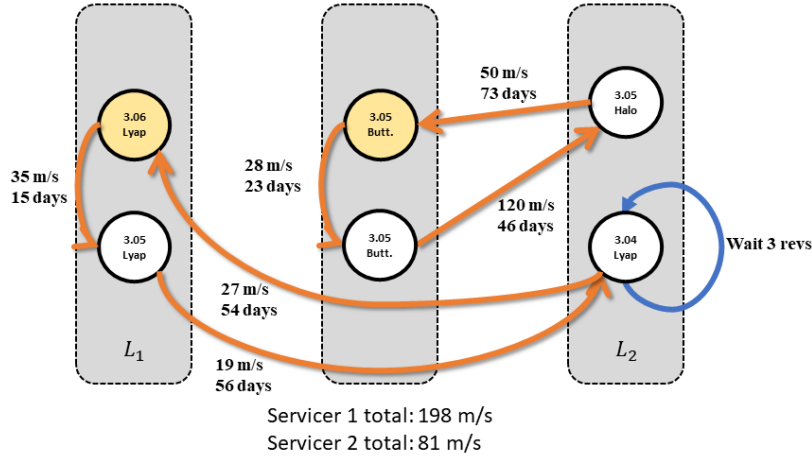 50 m/s
73 days
3.06
Lyap
3.05
Butt.
3.05
Halo
35 m/s
15 days
28 m/s
23 days
120 m/s
46 days
3.05
Lyap
3.05
Butt.
3.04
Lyap
Wait 3 revs
27 m/s
54 days
L₁
L₂
19 m/s
56 days
Servicer 1 total: 198 m/s
Servicer 2 total: 81 m/s